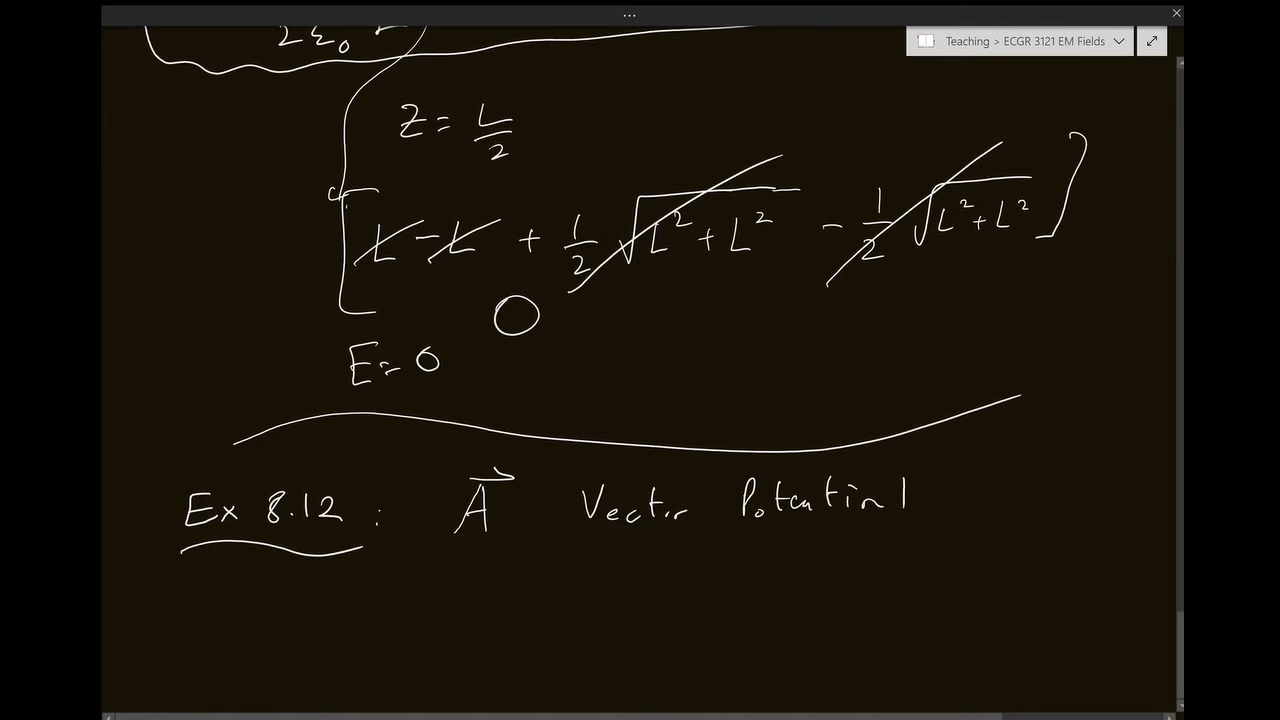 ...
Teaching > ECGR 3121 EM Fields
2ε₀
Z = L/2
[L - L + 1/2 √(L² + L²) - 1/2 √(L² + L²)]
0
E = 0
Ex 8.12 : A⃗ Vector Potential